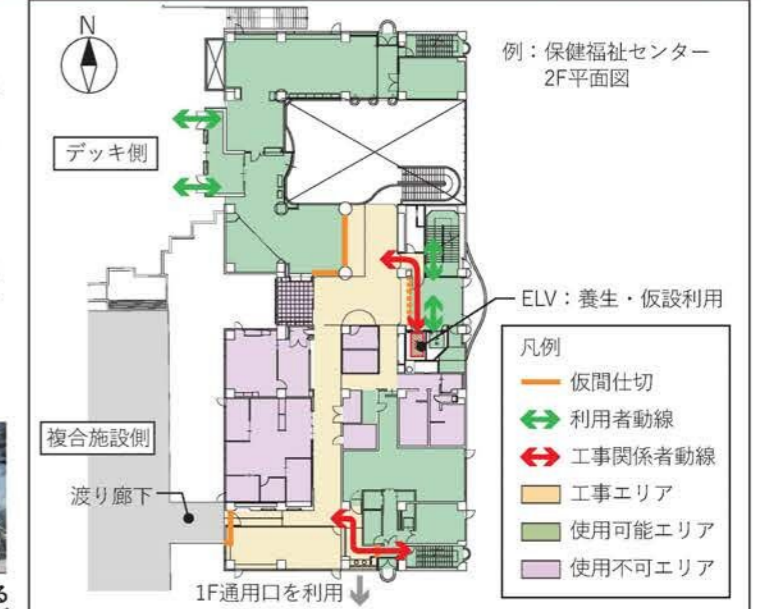 N
例：保健福祉センター
2F平面図
デッキ側
ELV：養生・仮設利用
凡例
仮間仕切
利用者動線
工事関係者動線
工事エリア
使用可能エリア
使用不可エリア
複合施設側
渡り廊下
1F通用口を利用
る